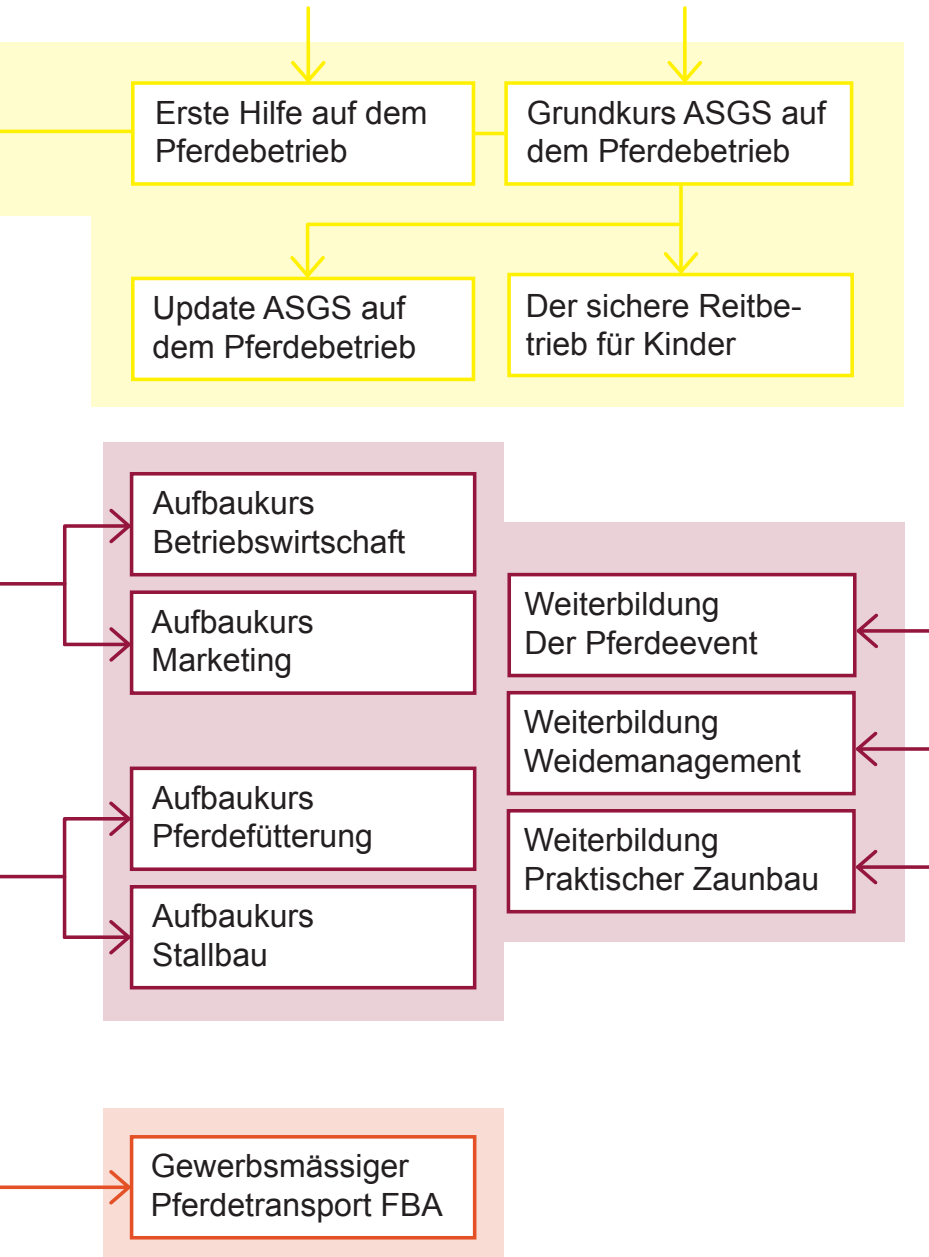 Erste Hilfe auf dem
Pferdebetrieb
Grundkurs ASGS auf
dem Pferdebetrieb
Update ASGS auf
dem Pferdebetrieb
Der sichere Reitbe-
trieb für Kinder
Aufbaukurs
Betriebswirtschaft
Aufbaukurs
Marketing
Aufbaukurs
Pferdefütterung
Aufbaukurs
Stallbau
Weiterbildung
Der Pferdeevent
Weiterbildung
Weidemanagement
Weiterbildung
Praktischer Zaunbau
Gewerbsmässiger
Pferdetransport FBA